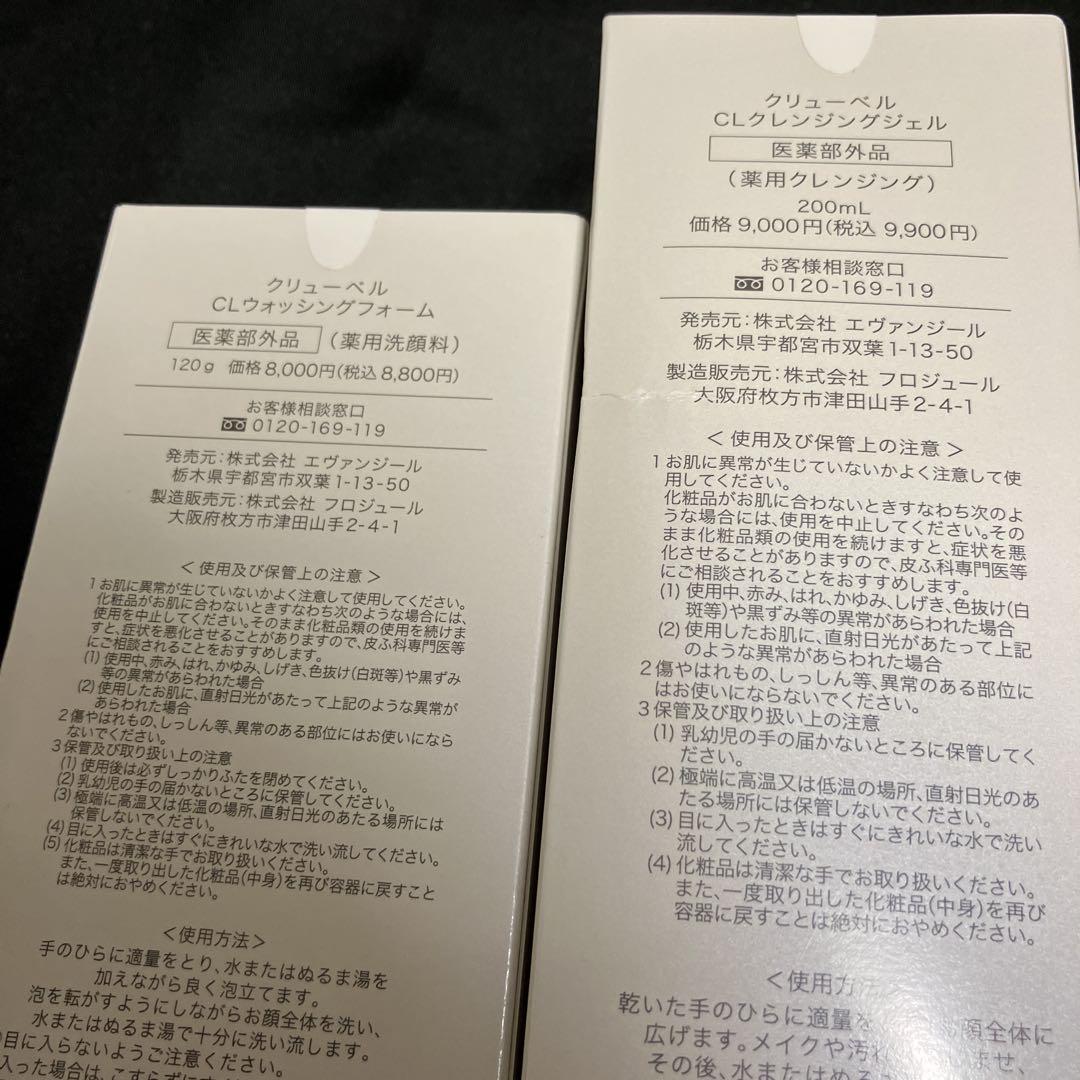 クリューベル
CLウォッシングフォーム
医薬部外品 (薬用洗顔料)
120g 価格8,000円(税込8,800円)
お客様相談窓口
0120-169-119
発売元:株式会社 エヴァンジール
栃木県宇都宮市双葉1-13-50
製造販売元:株式会社 フロジュール
大阪府枚方市津田山手2-4-1
<使用及び保管上の注意>
1お肌に異常が生じていないかよく注意して使用してください。
化粧品がお肌に合わないときすなわち次のような場合には、
使用を中止してください。そのまま化粧品類の使用を続けま
すと、症状を悪化させることがありますので、皮ふ科専門医等
にご相談されることをおすすめします。
(1) 使用中、赤み、はれ、かゆみ、しげき、色抜け(白斑等)や黒ずみ
等の異常があらわれた場合
(2) 使用したお肌に、直射日光があたって上記のような異常が
あらわれた場合
2傷やはれもの、しっしん等、異常のある部位にはお使いになら
ないでください。
3保管及び取り扱い上の注意
(1) 使用後は必ずしっかりふたを閉めてください。
(2) 乳幼児の手の届かないところに保管してください。
(3) 極端に高温又は低温の場所、直射日光のあたる場所には
保管しないでください。
(4) 目に入ったときはすぐにきれいな水で洗い流してください。
(5) 化粧品は清潔な手でお取り扱いください。
また、一度取り出した化粧品(中身)を再び容器に戻すこと
は絶対におやめください。
<使用方法>
手のひらに適量をとり、水またはぬるま湯を
加えながら良く泡立てます。
泡を転がすようにしながらお顔全体を洗い、
水またはぬるま湯で十分に洗い流します。
目に入らないようご注意ください。
入った場合は、こすらずに
クリューベル
CLクレンジングジェル
医薬部外品
(薬用クレンジング)
200mL
価格9,000円(税込 9,900円)
お客様相談窓口
0120-169-119
発売元:株式会社 エヴァンジール
栃木県宇都宮市双葉1-13-50
製造販売元:株式会社 フロジュール
大阪府枚方市津田山手2-4-1
<使用及び保管上の注意>
1お肌に異常が生じていないかよく注意して使
用してください。
化粧品がお肌に合わないときすなわち次のよ
うな場合には、使用を中止してください。その
まま化粧品類の使用を続けますと、症状を悪
化させることがありますので、皮ふ科専門医等
にご相談されることをおすすめします。
(1) 使用中、赤み、はれ、かゆみ、しげき、色抜け(白
斑等)や黒ずみ等の異常があらわれた場合
(2) 使用したお肌に、直射日光があたって上記
のような異常があらわれた場合
2傷やはれもの、しっしん等、異常のある部位に
はお使いにならないでください。
3保管及び取り扱い上の注意
(1) 乳幼児の手の届かないところに保管してく
ださい。
(2) 極端に高温又は低温の場所、直射日光のあ
たる場所には保管しないでください。
(3) 目に入ったときはすぐにきれいな水で洗い
流してください。
(4) 化粧品は清潔な手でお取り扱いください。
また、一度取り出した化粧品(中身)を再び
容器に戻すことは絶対におやめください。
<使用方
乾いた手のひらに適量を 顔全体に
広げます。メイクや汚れ ませ、
その後、水またはぬる